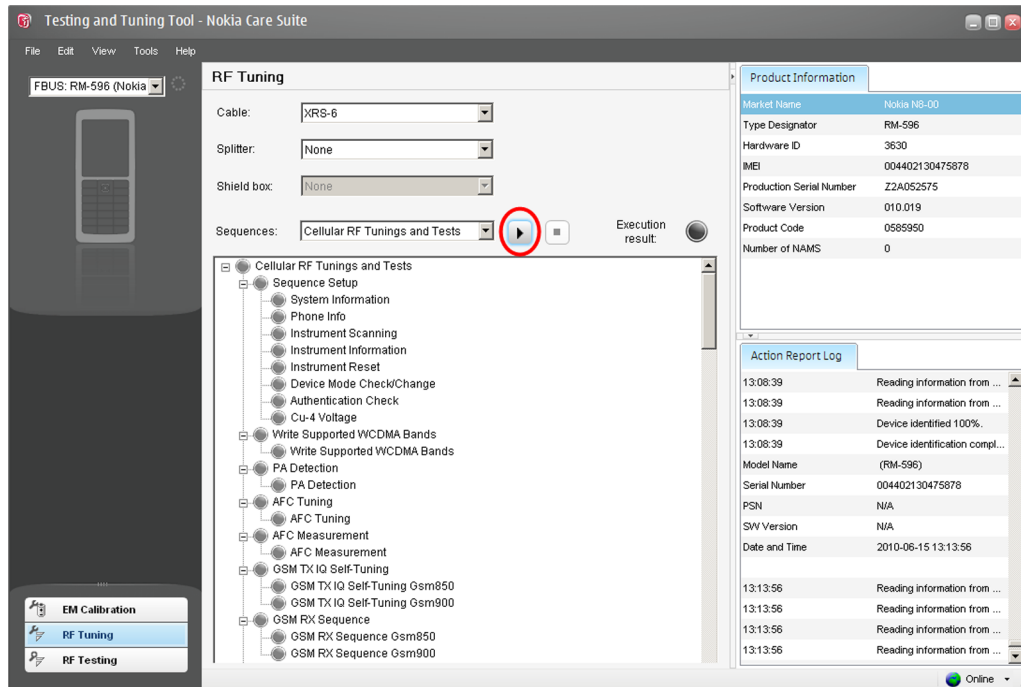 Testing and Tuning Tool - Nokia Care Suite
File Edit View Tools Help
FBUS: RM-596 (Nokia
RF Tuning
Cable: XRS-6
Splitter: None
Shield box: None
Sequences: Cellular RF Tunings and Tests
Execution
result:
Cellular RF Tunings and Tests
Sequence Setup
System Information
Phone Info
Instrument Scanning
Instrument Information
Instrument Reset
Device Mode Check/Change
Authentication Check
Cu-4 Voltage
Write Supported WCDMA Bands
Write Supported WCDMA Bands
PA Detection
PA Detection
AFC Tuning
AFC Tuning
AFC Measurement
AFC Measurement
GSM TX IQ Self-Tuning
GSM TX IQ Self-Tuning Gsm850
GSM TX IQ Self-Tuning Gsm900
GSM RX Sequence
GSM RX Sequence Gsm850
GSM RX Sequence Gsm900
EM Calibration
RF Tuning
RF Testing
Product Information
Market Name Nokia N8-00
Type Designator RM-596
Hardware ID 3630
IMEI 004402130475878
Production Serial Number Z2A052575
Software Version 010.019
Product Code 0585950
Number of NAMS 0
Action Report Log
13:08:39 Reading information from ...
13:08:39 Reading information from ...
13:08:39 Device identified 100%.
13:08:39 Device identification compl...
Model Name (RM-596)
Serial Number 004402130475878
PSN N/A
SW Version N/A
Date and Time 2010-06-15 13:13:56
13:13:56 Reading information from ...
13:13:56 Reading information from ...
13:13:56 Reading information from ...
13:13:56 Reading information from ...
Online